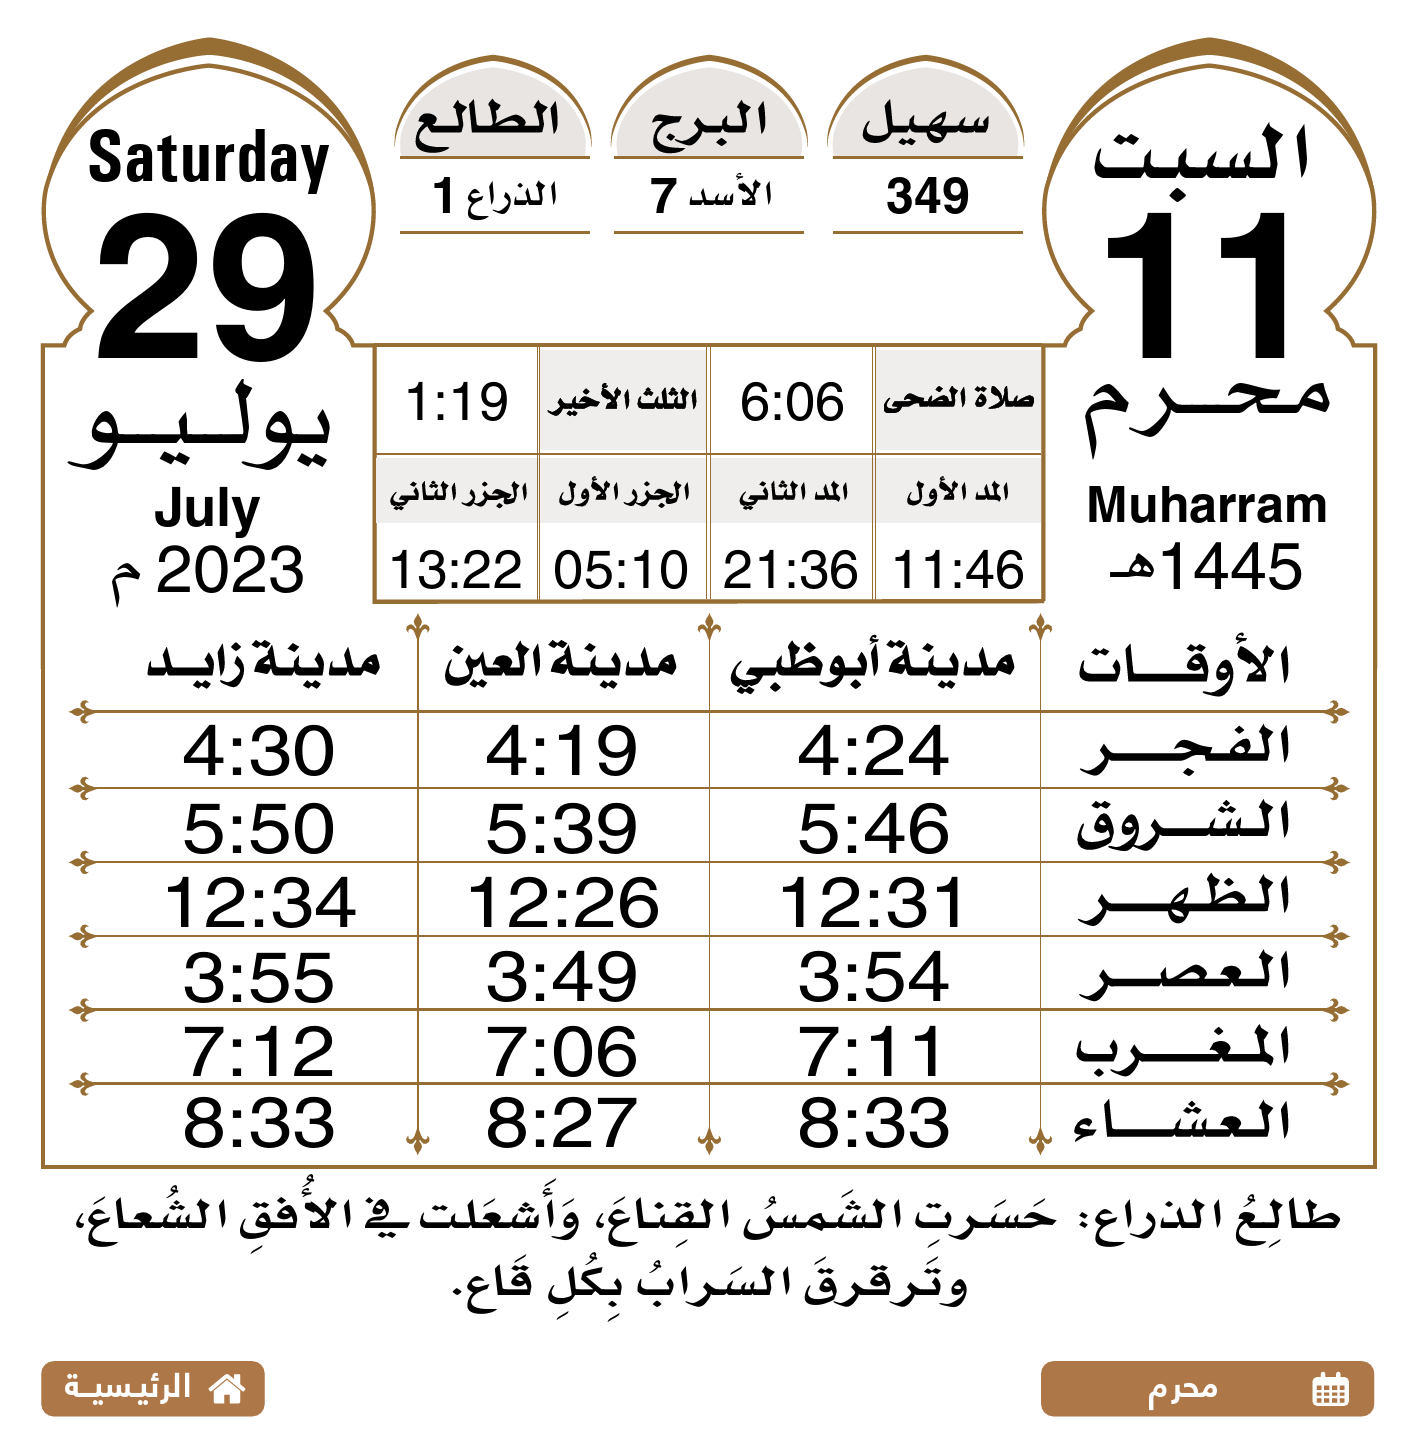 السبت
11
محرم
Muharram
1445هـ
سهيل
349
البرج
الأسد 7
الطالع
الذراع 1
Saturday
29
يوليو
July
2023 م
صلاة الضحى 6:06 الثلث الأخير 1:19
المد الأول المد الثاني الجزر الأول الجزر الثاني
11:46 21:36 05:10 13:22
الأوقات مدينة أبوظبي مدينة العين مدينة زايد
الفجر 4:24 4:19 4:30
الشروق 5:46 5:39 5:50
الظهر 12:31 12:26 12:34
العصر 3:54 3:49 3:55
المغرب 7:11 7:06 7:12
العشاء 8:33 8:27 8:33
طالِعُ الذراع: حَسَرتِ الشَمسُ القِناعَ، وَأَشعَلت في الأُفقِ الشُعاعَ،
وتَرقرقَ السَرابُ بِكُلِ قَاع.
محرم
الرئيسية